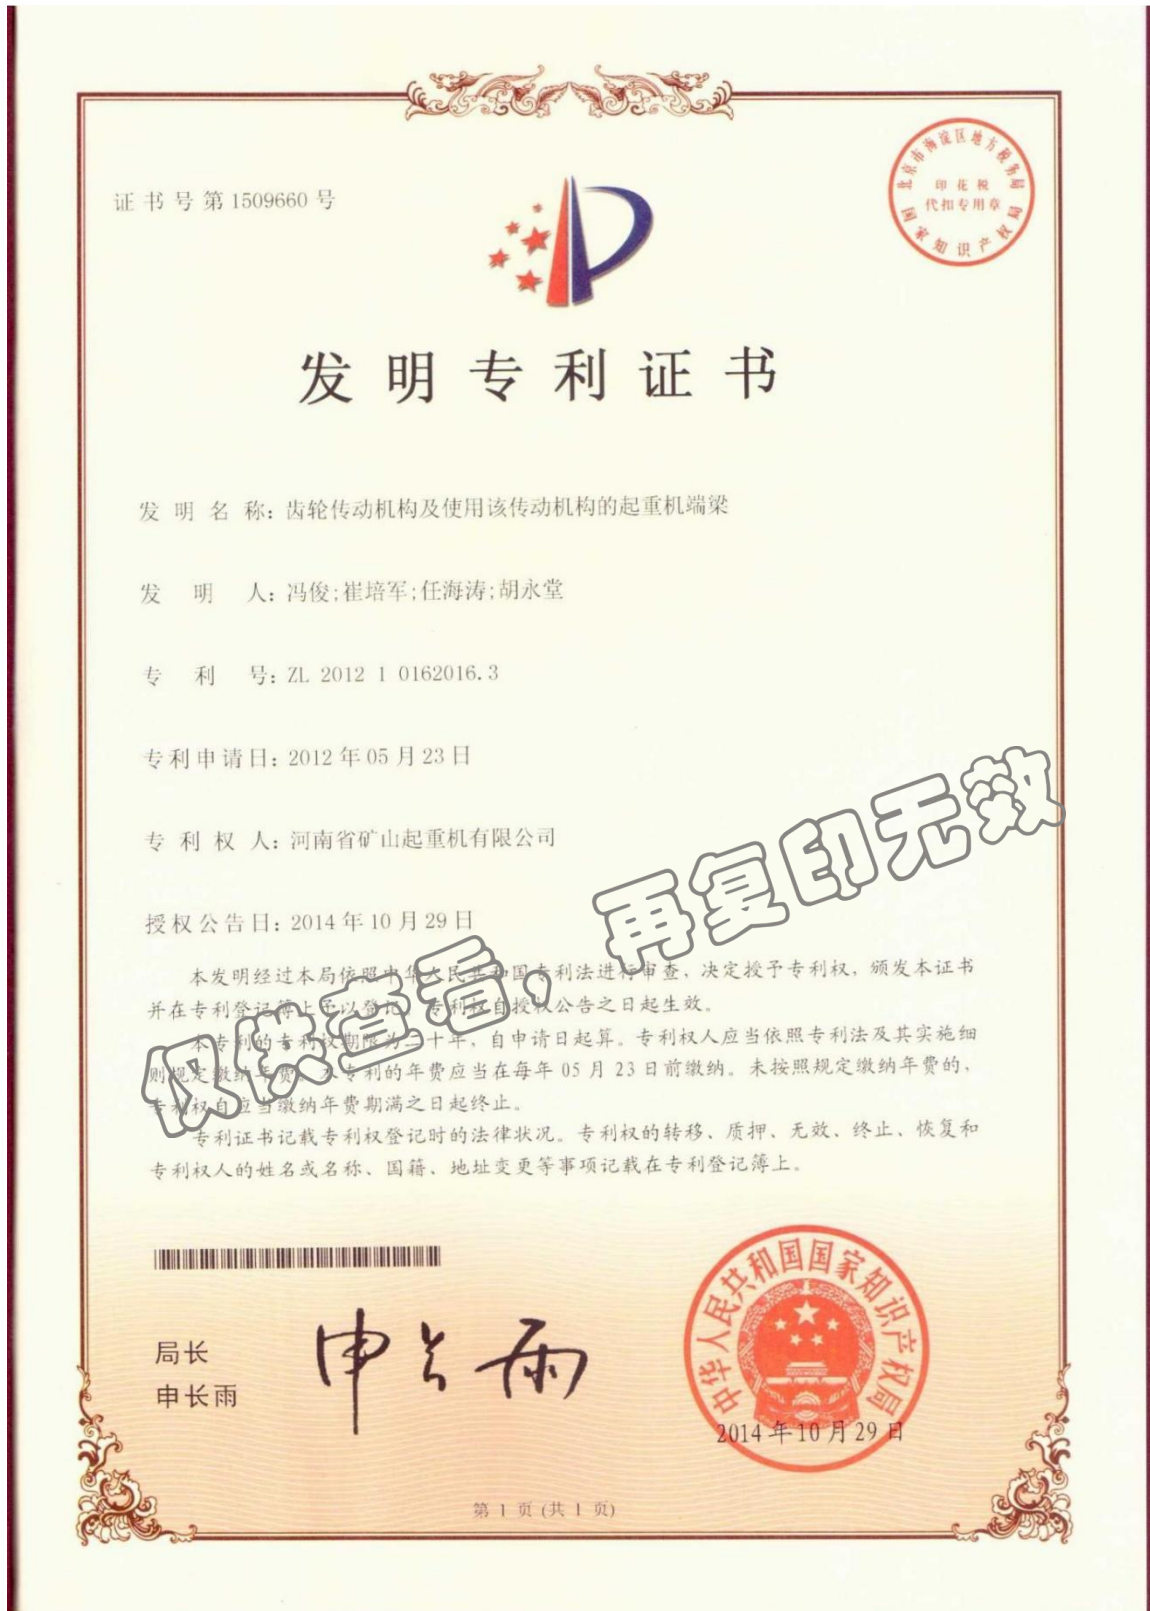 证书号第1509660号
北京市海淀区地方税务局
印花税
代扣专用章
国家知识产权局
发明专利证书
发明名称：齿轮传动机构及使用该传动机构的起重机端梁
发明人：冯俊;崔培军;任海涛;胡永堂
专利号：ZL 2012 1 0162016.3
专利申请日：2012年05月23日
专利权人：河南省矿山起重机有限公司
授权公告日：2014年10月29日
本发明经过本局依照中华人民共和国专利法进行审查，决定授予专利权，颁发本证书
并在专利登记簿上予以登记。专利权自授权公告之日起生效。
本专利的专利权期限为二十年，自申请日起算。专利权人应当依照专利法及其实施细
则规定缴纳年费。本专利的年费应当在每年05月23日前缴纳。未按照规定缴纳年费的，
专利权自应当缴纳年费期满之日起终止。
专利证书记载专利权登记时的法律状况。专利权的转移、质押、无效、终止、恢复和
专利权人的姓名或名称、国籍、地址变更等事项记载在专利登记簿上。
仅供查看，再复印无效
局长
申长雨
申长雨
中华人民共和国国家知识产权局
2014年10月29日
第1页(共1页)